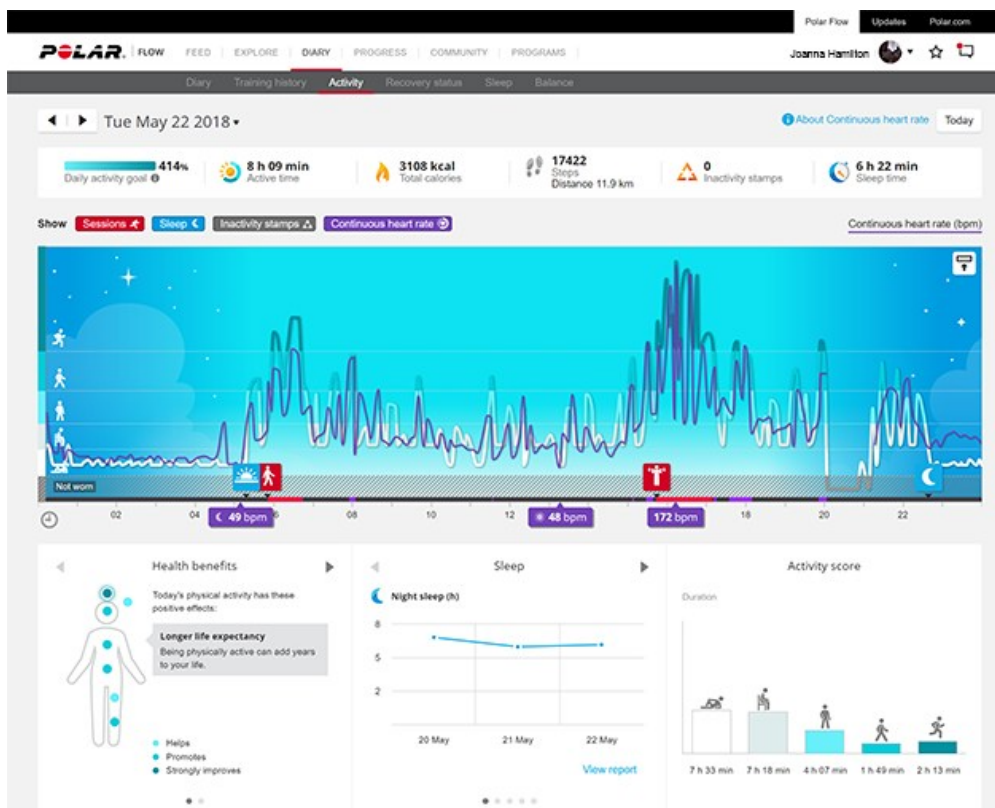 Polar Flow Updates Polar.com
POLAR. FLOW FEED EXPLORE DIARY PROGRESS COMMUNITY PROGRAMS Joanna Hamilton
Diary Training history Activity Recovery status Sleep Balance
Tue May 22 2018 About Continuous heart rate Today
414% 8 h 09 min 3108 kcal 17422 0 6 h 22 min
Daily activity goal Active time Total calories Steps Inactivity stamps Sleep time
Distance 11.9 km
Show Sessions Sleep Inactivity stamps Continuous heart rate Continuous heart rate (bpm)
Not worn
02 04 6 08 10 12 18 20 22
49 bpm 48 bpm 172 bpm
Health benefits Sleep Activity score
Today's physical activity has these
positive effects:
Longer life expectancy
Being physically active can add years
to your life.
Helps
Promotes
Strongly improves
Night sleep (h)
8
5
2
20 May 21 May 22 May
View report
Duration
7 h 33 min 7 h 18 min 4 h 07 min 1 h 49 min 2 h 13 min